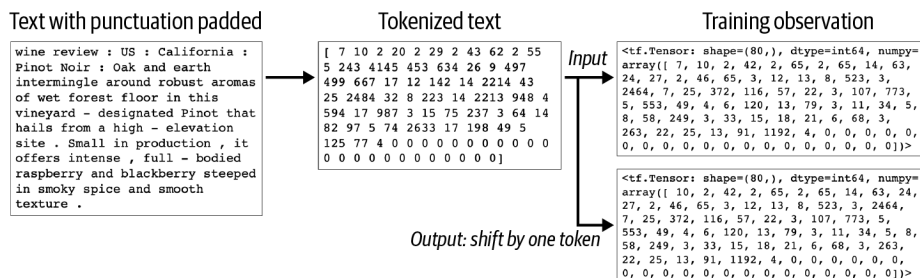 Text with punctuation padded
Tokenized text
Training observation
wine review : US : California :
Pinot Noir : Oak and earth
intermingle around robust aromas
of wet forest floor in this
vineyard – designated Pinot that
hails from a high – elevation
site . Small in production , it
offers intense , full – bodied
raspberry and blackberry steeped
in smoky spice and smooth
texture .
[ 7 10 2 20 2 29 2 43 62 2 55
5 243 4145 453 634 26 9 497
499 667 17 12 142 14 2214 43
25 2484 32 8 223 14 2213 948 4
594 17 987 3 15 75 237 3 64 14
82 97 5 74 2633 17 198 49 5
125 77 4 0 0 0 0 0 0 0 0 0 0 0
0 0 0 0 0 0 0 0 0 0 0]
Input
<tf.Tensor: shape=(80,), dtype=int64, numpy=
array([ 7, 10, 2, 42, 2, 65, 2, 65, 14, 63,
24, 27, 2, 46, 65, 3, 12, 13, 8, 523, 3,
2464, 7, 25, 372, 116, 57, 22, 3, 107, 773,
5, 553, 49, 4, 6, 120, 13, 79, 3, 11, 34, 5,
8, 58, 249, 3, 33, 15, 18, 21, 6, 68, 3,
263, 22, 25, 13, 91, 1192, 4, 0, 0, 0, 0, 0,
0, 0, 0, 0, 0, 0, 0, 0, 0, 0, 0, 0, 0, 0])>
Output: shift by one token
<tf.Tensor: shape=(80,), dtype=int64, numpy=
array([ 10, 2, 42, 2, 65, 2, 65, 14, 63, 24,
27, 2, 46, 65, 3, 12, 13, 8, 523, 3, 2464,
7, 25, 372, 116, 57, 22, 3, 107, 773, 5,
553, 49, 4, 6, 120, 13, 79, 3, 11, 34, 5, 8,
58, 249, 3, 33, 15, 18, 21, 6, 68, 3, 263,
22, 25, 13, 91, 1192, 4, 0, 0, 0, 0, 0, 0,
0, 0, 0, 0, 0, 0, 0, 0, 0, 0, 0, 0, 0, 0])>